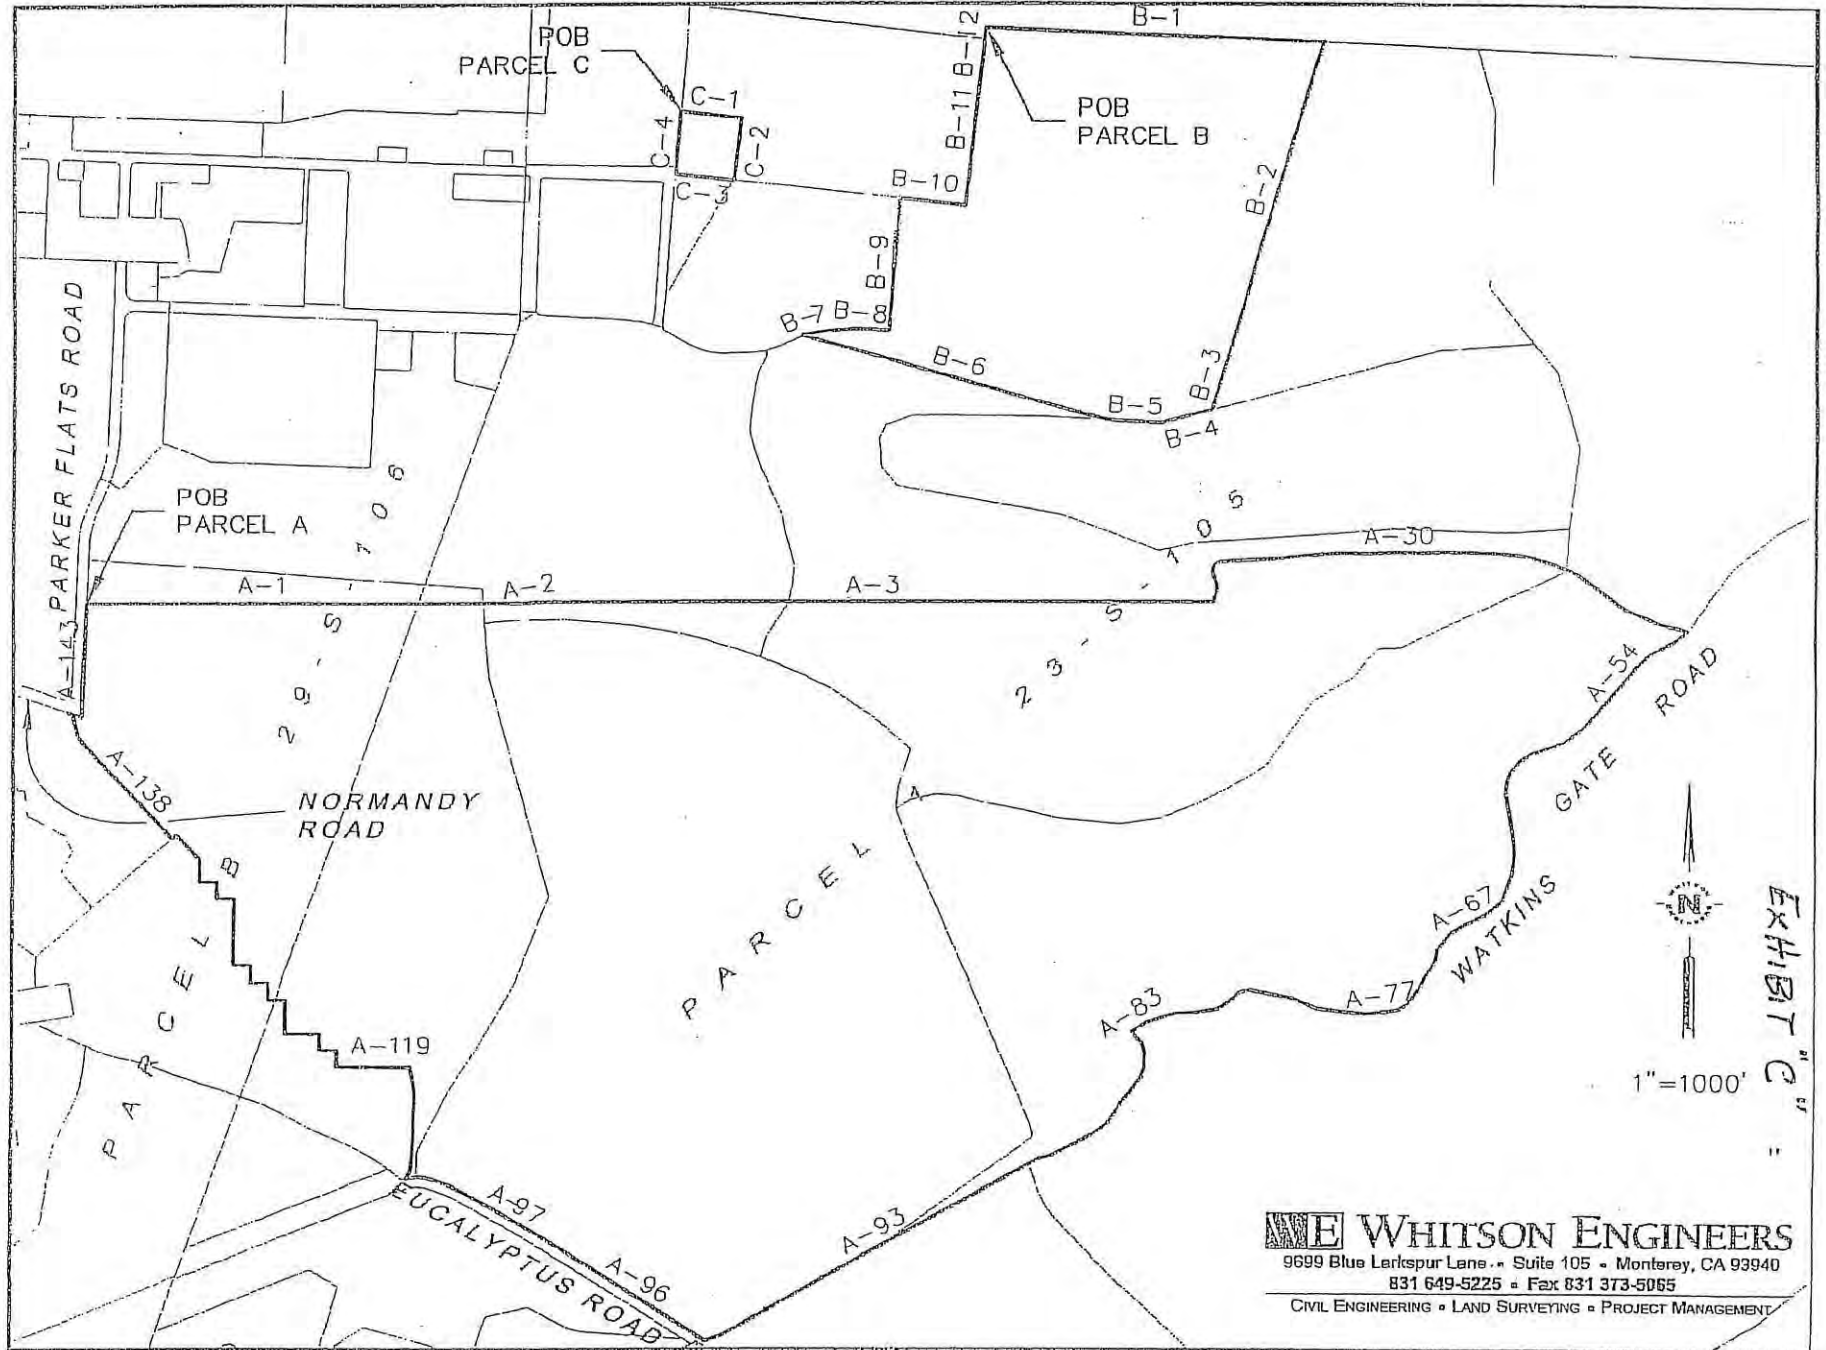 B-1
B-12
POB
PARCEL C
C-1
C-4
C-2
C-3
B-11
POB
PARCEL B
B-2
B-10
B-9
B-7
B-8
B-6
B-3
B-5
B-4
PARKER FLATS ROAD
POB
PARCEL A
A-143
A-1
A-2
A-3
A-30
A-54
WATKINS GATE ROAD
A-138
NORMANDY
ROAD
PARCEL B
PARCEL
A-67
A-77
A-83
A-119
A-97
A-96
A-93
EUCALYPTUS ROAD
N
1"=1000'
EXHIBIT "C"
WE WHITSON ENGINEERS
9699 Blue Larkspur Lane • Suite 105 • Monterey, CA 93940
831 649-5225 • Fax 831 373-5065
CIVIL ENGINEERING • LAND SURVEYING • PROJECT MANAGEMENT